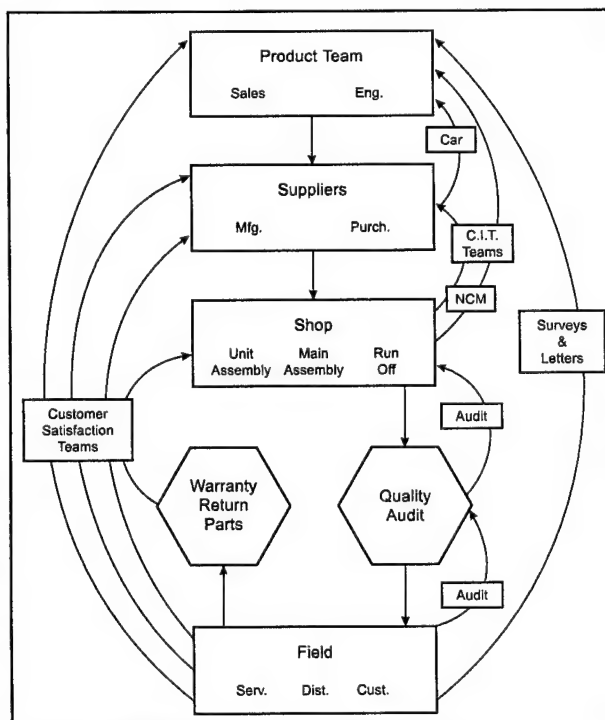 Product Team
Sales Eng.
Car
Suppliers
Mfg. Purch.
C.I.T.
Teams
NCM
Shop
Unit
Assembly
Main
Assembly
Run
Off
Surveys
&
Letters
Customer
Satisfaction
Teams
Audit
Warranty
Return
Parts
Quality
Audit
Audit
Field
Serv. Dist. Cust.